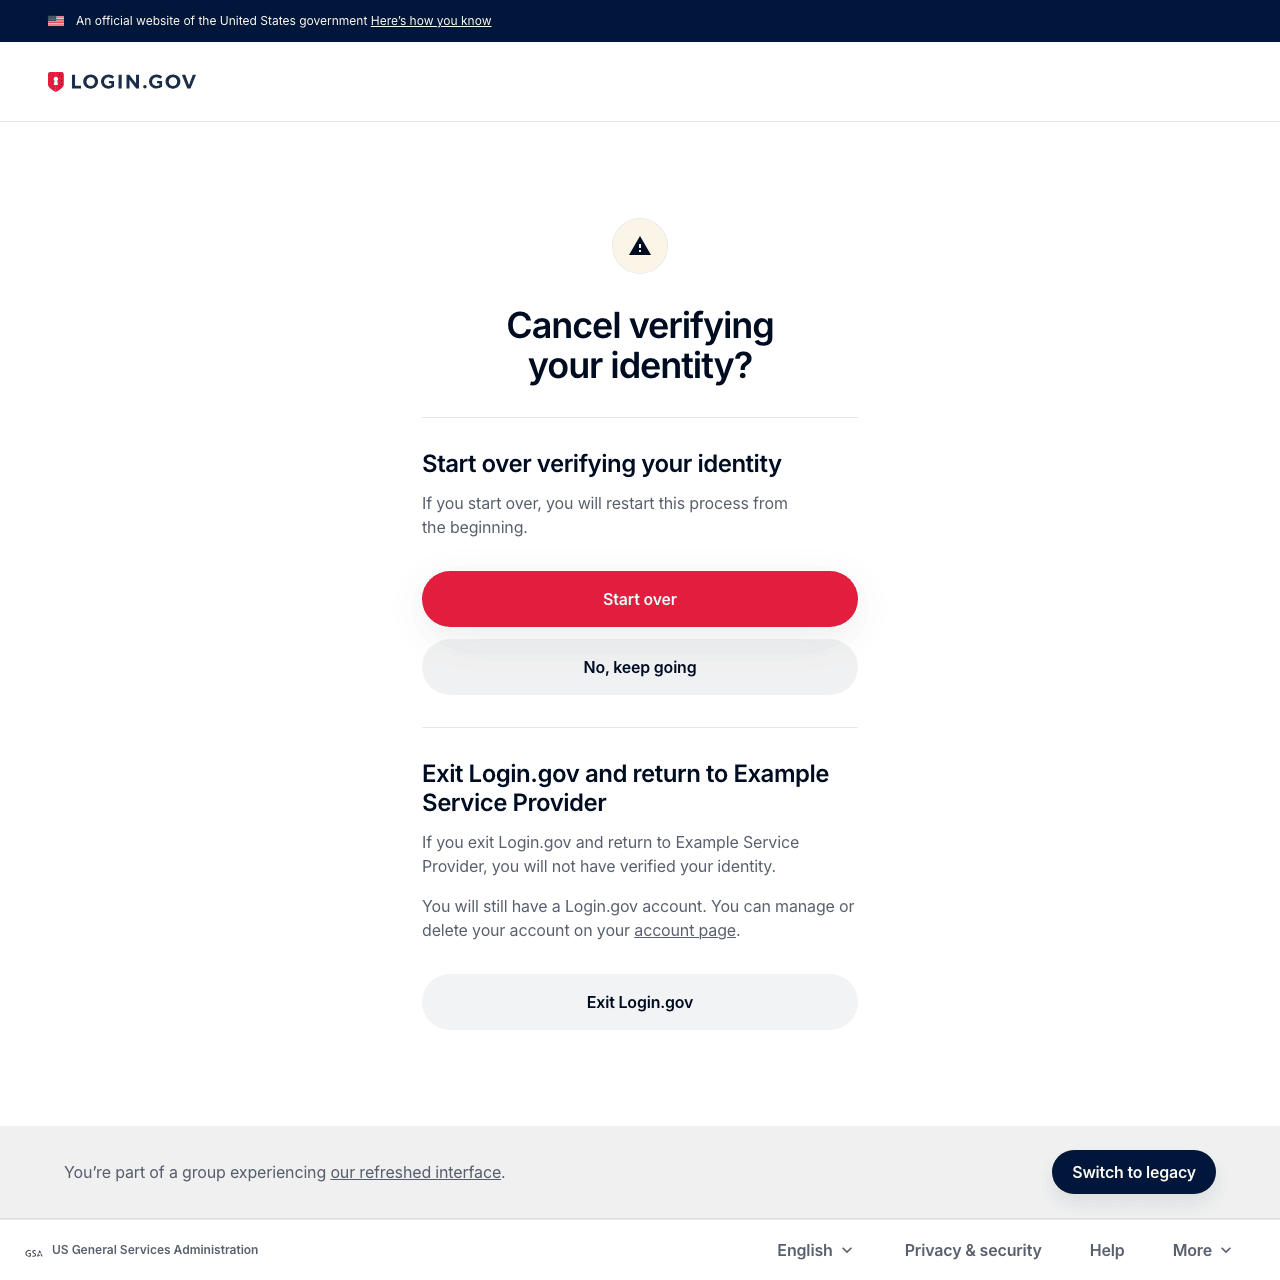 An official website of the United States government Here’s how you know
LOGIN.GOV
Cancel verifying
your identity?
Start over verifying your identity
If you start over, you will restart this process from
the beginning.
Start over
No, keep going
Exit Login.gov and return to Example
Service Provider
If you exit Login.gov and return to Example Service
Provider, you will not have verified your identity.
You will still have a Login.gov account. You can manage or
delete your account on your account page.
Exit Login.gov
You’re part of a group experiencing our refreshed interface.
Switch to legacy
GSA US General Services Administration
English
Privacy & security
Help
More